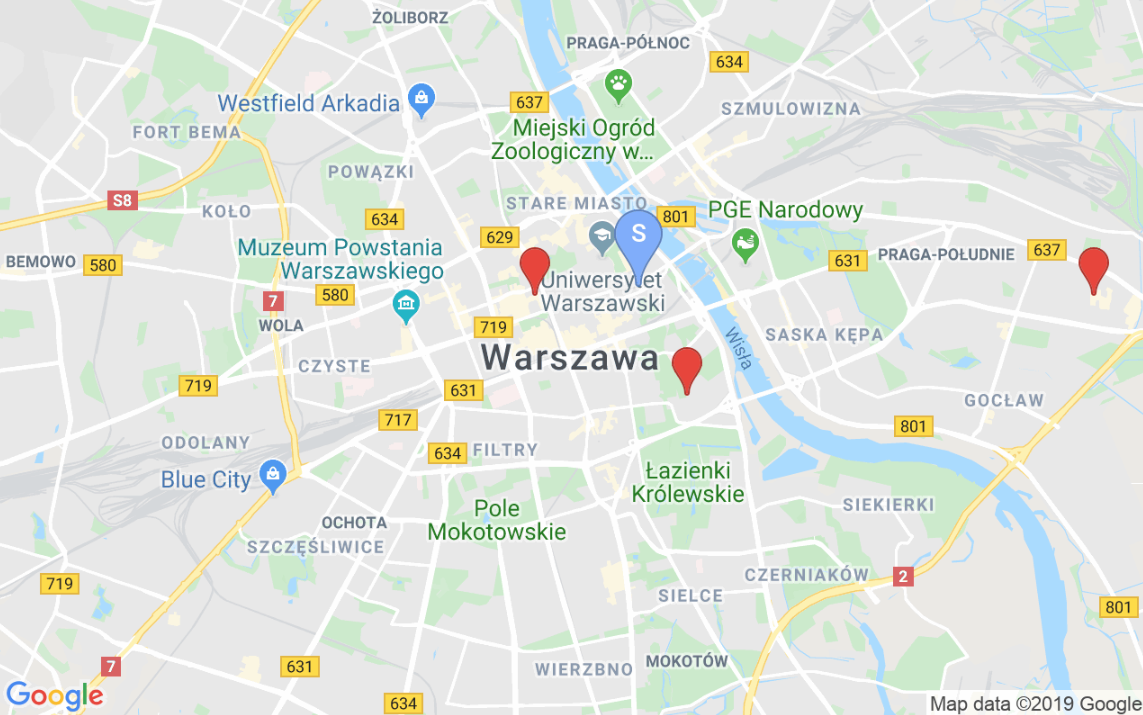 ŻOLIBORZ
PRAGA-PÓŁNOC
634
Westfield Arkadia
637
SZMULOWIZNA
FORT BEMA
Miejski Ogród
Zoologiczny w...
POWĄZKI
S8
STARE MIASTO
KOŁO
634
801
PGE Narodowy
S
629
Muzeum Powstania
Warszawskiego
637
PRAGA-POŁUDNIE
BEMOWO
580
631
Uniwersytet
Warszawski
580
7
WOLA
719
SASKA KĘPA
Wisła
Warszawa
CZYSTE
719
631
GOCŁAW
717
801
ODOLANY
634
FILTRY
Blue City
Łazienki
Królewskie
SIEKIERKI
Pole
Mokotowskie
OCHOTA
SZCZĘŚLIWICE
CZERNIAKÓW
2
719
SIELCE
801
7
631
WIERZBNO
MOKOTÓW
Google
634
Map data ©2019 Google